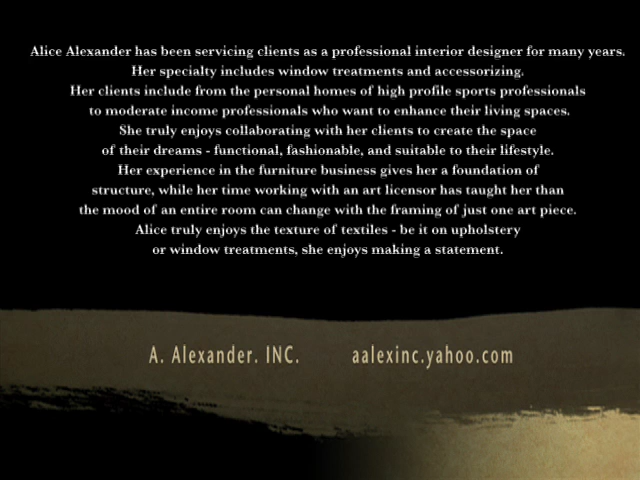 Alice Alexander has been servicing clients as a professional interior designer for many years.
Her specialty includes window treatments and accessorizing.
Her clients include from the personal homes of high profile sports professionals
to moderate income professionals who want to enhance their living spaces.
She truly enjoys collaborating with her clients to create the space
of their dreams - functional, fashionable, and suitable to their lifestyle.
Her experience in the furniture business gives her a foundation of
structure, while her time working with an art licensor has taught her than
the mood of an entire room can change with the framing of just one art piece.
Alice truly enjoys the texture of textiles - be it on upholstery
or window treatments, she enjoys making a statement.
A. Alexander. INC. aalexinc.yahoo.com